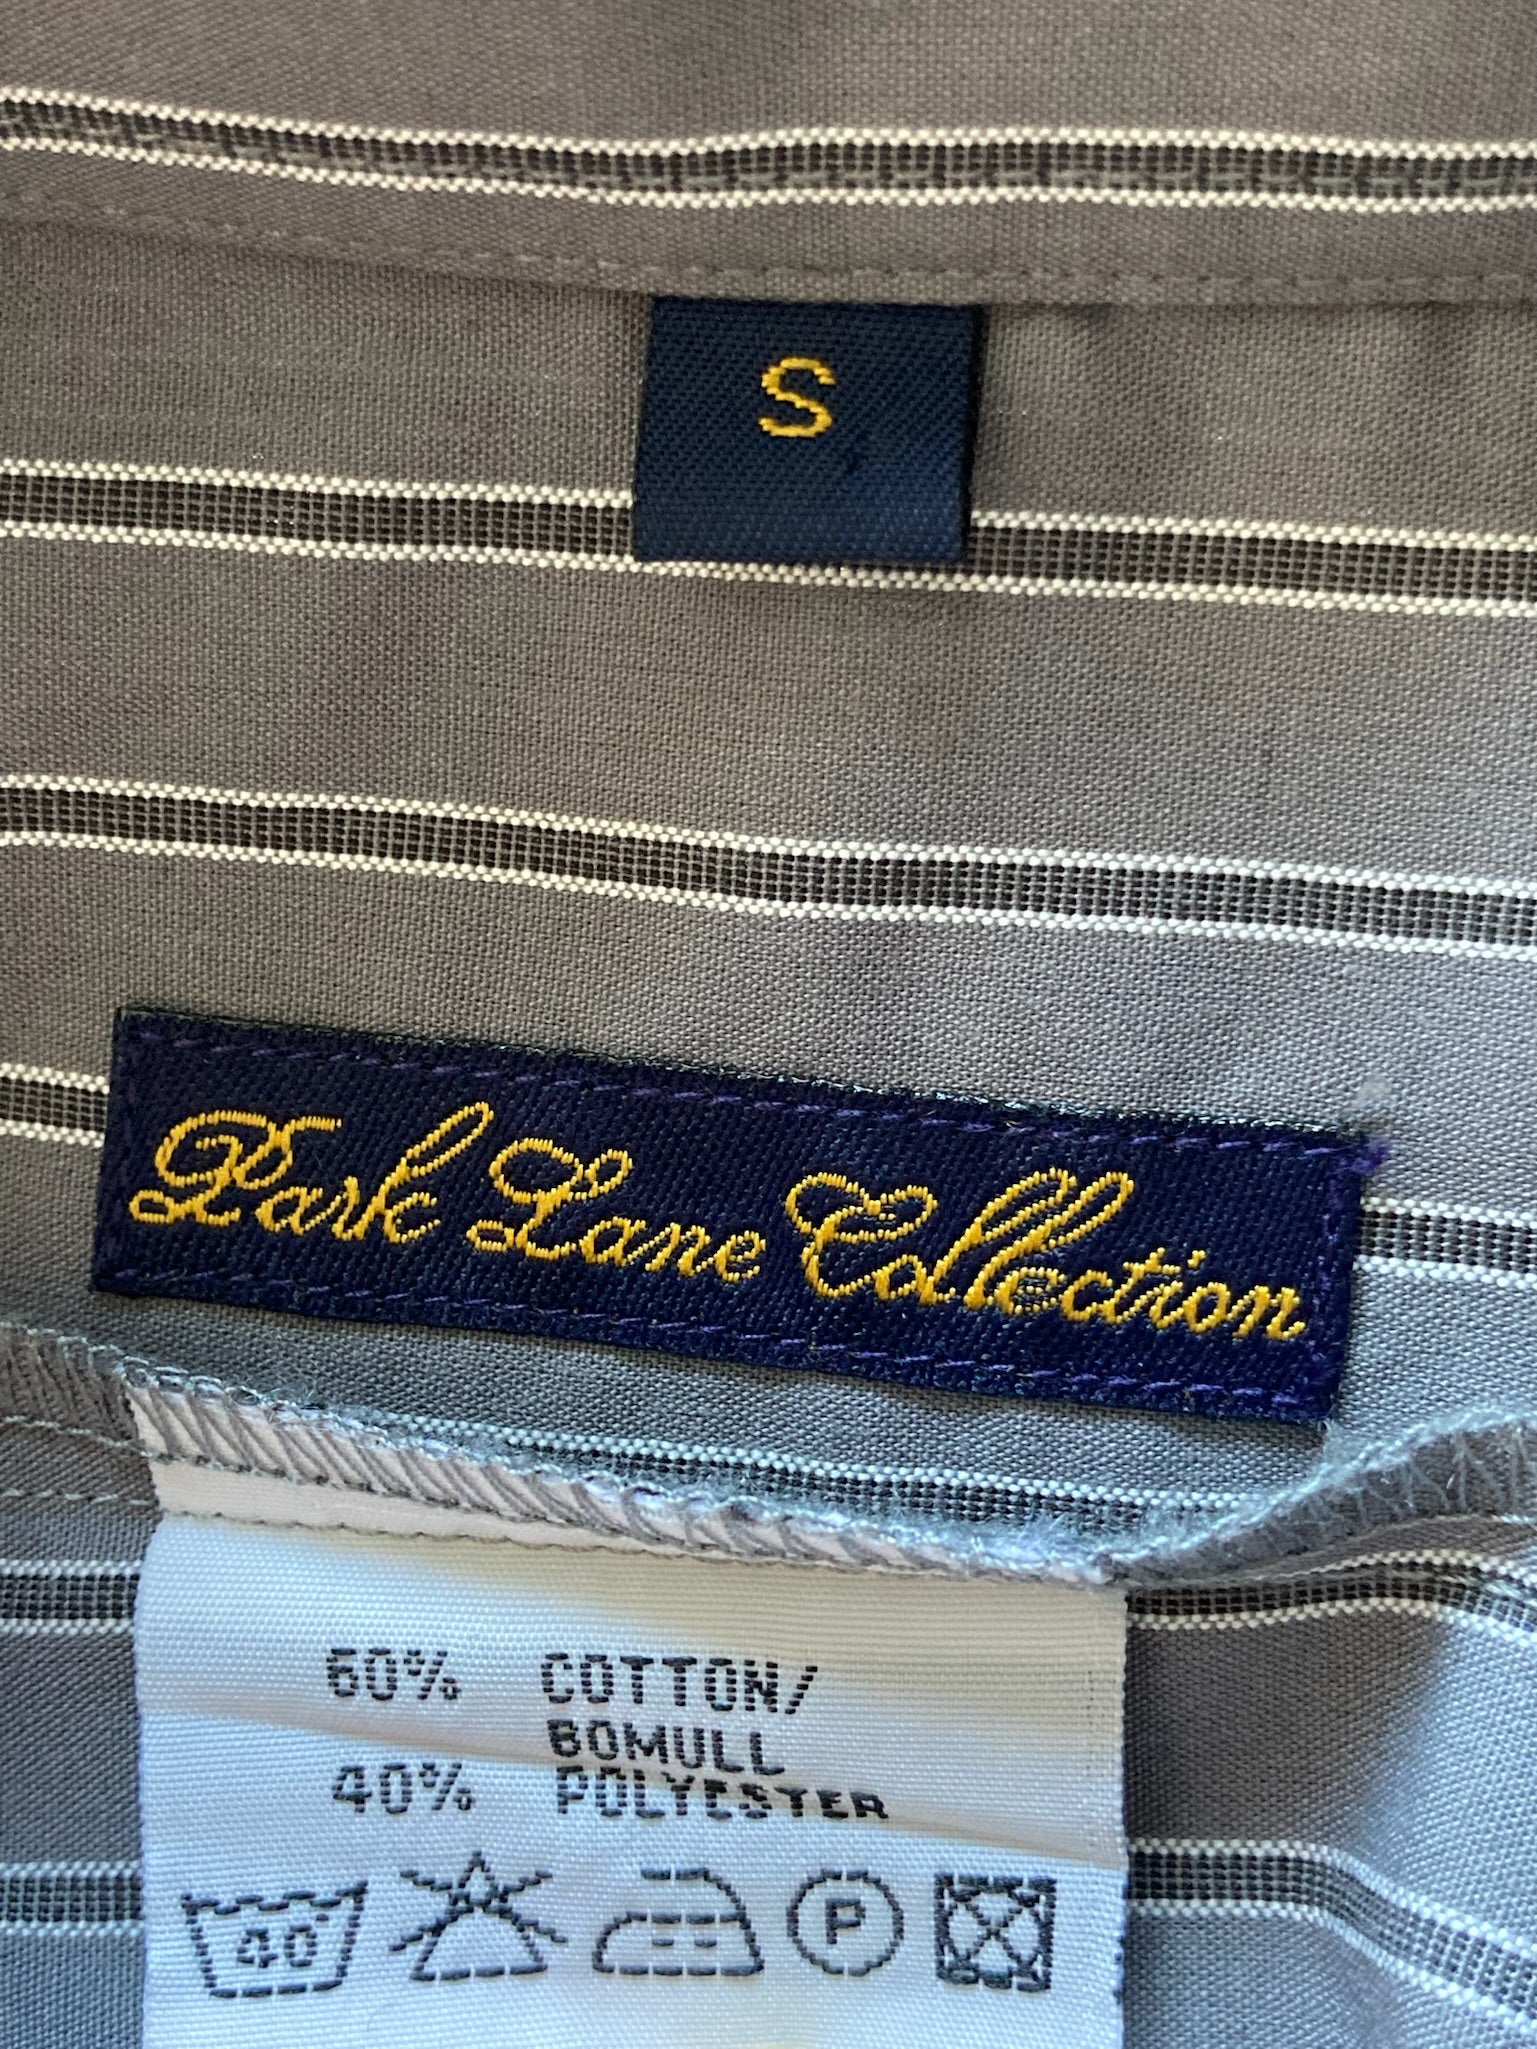 S
Park Lane Collection
60% COTTON/
BOMULL
40% POLYESTER
40°
P